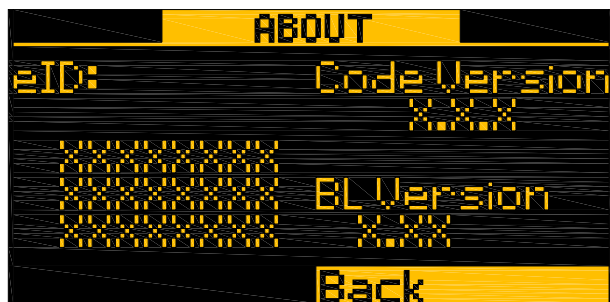 ABOUT
eID:
XXXXXXXX
XXXXXXXX
XXXXXXXX
Code Version
X.X.X
BL Version
X.XX
Back